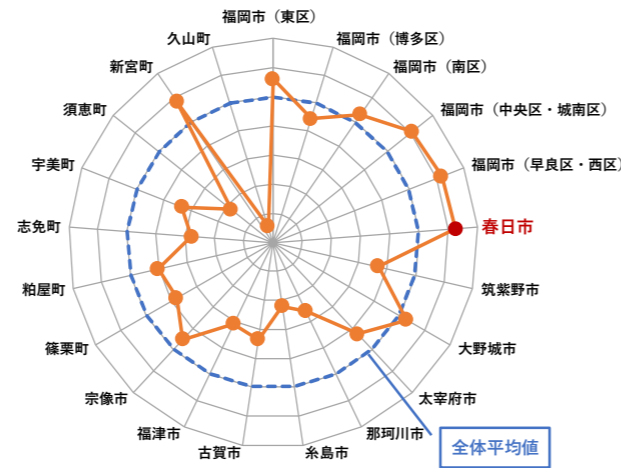 福岡市（東区）
福岡市（博多区）
福岡市（南区）
福岡市（中央区・城南区）
福岡市（早良区・西区）
春日市
筑紫野市
大野城市
太宰府市
那珂川市
糸島市
古賀市
福津市
宗像市
篠栗町
粕屋町
志免町
宇美町
須恵町
新宮町
久山町
全体平均値